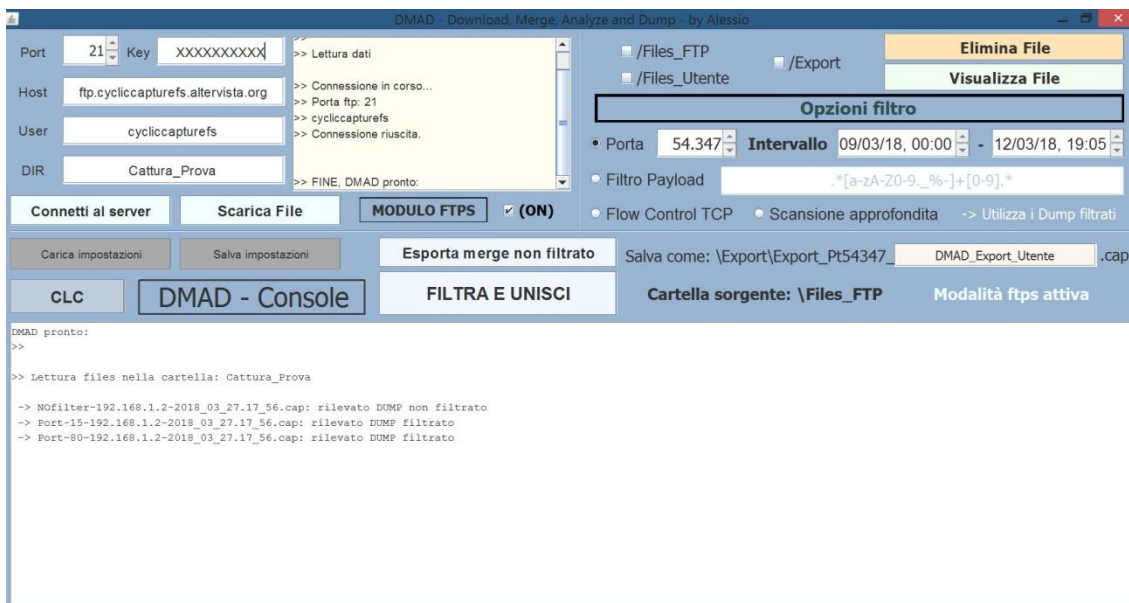 DMAD - Download, Merge, Analyze and Dump - by Alessio
Port 21 Key XXXXXXXXXX
Host ftp.cycliccapturefs.altervista.org
User cycliccapturefs
DIR Cattura_Prova
>>
>> Lettura dati
>> Connessione in corso...
>> Porta ftp: 21
>> cycliccapturefs
>> Connessione riuscita.
>> FINE, DMAD pronto:
/Files_FTP
/Files_Utente
/Export
Elimina File
Visualizza File
Opzioni filtro
Porta 54.347 Intervallo 09/03/18, 00:00 - 12/03/18, 19:05
Filtro Payload .*[a-zA-Z0-9._%-]+[0-9].*
Flow Control TCP Scansione approfondita -> Utilizza i Dump filtrati
Connetti al server Scarica File MODULO FTPS (ON)
Carica impostazioni Salva impostazioni Esporta merge non filtrato Salva come: \Export\Export_Pt54347_ DMAD_Export_Utente .cap
CLC DMAD - Console FILTRA E UNISCI Cartella sorgente: \Files_FTP Modalità ftps attiva
DMAD pronto:
>>
>> Lettura files nella cartella: Cattura_Prova
-> NOfilter-192.168.1.2-2018_03_27.17_56.cap: rilevato DUMP non filtrato
-> Port-15-192.168.1.2-2018_03_27.17_56.cap: rilevato DUMP filtrato
-> Port-80-192.168.1.2-2018_03_27.17_56.cap: rilevato DUMP filtrato